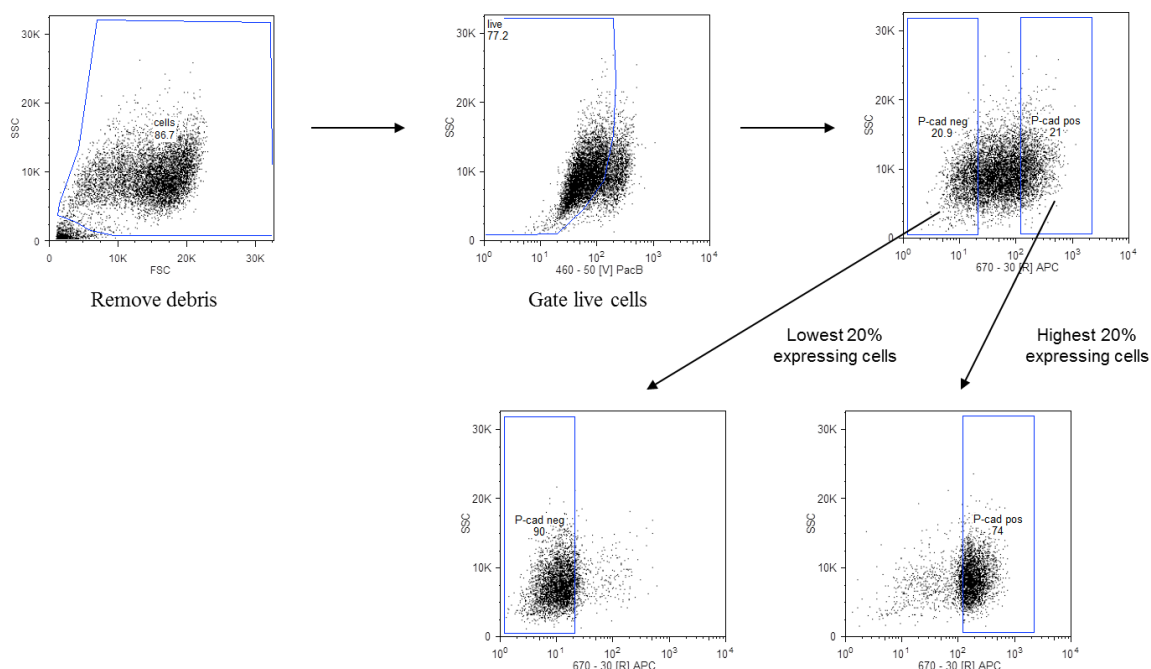 30K
20K
10K
0
SSC
cells
86.7
0
10K
20K
30K
FSC
Remove debris
30K
20K
10K
0
SSC
live
77.2
10^0
10^1
10^2
10^3
10^4
460 - 50 [V] PacB
Gate live cells
30K
20K
10K
0
SSC
P-cad neg
20.9
P-cad pos
21
10^0
10^1
10^2
10^3
10^4
670 - 30 [R] APC
Lowest 20%
expressing cells
Highest 20%
expressing cells
30K
20K
10K
0
SSC
P-cad neg
90
10^0
10^1
10^2
10^3
10^4
670 - 30 [R] APC
30K
20K
10K
0
SSC
P-cad pos
74
10^0
10^1
10^2
10^3
10^4
670 - 30 [R] APC